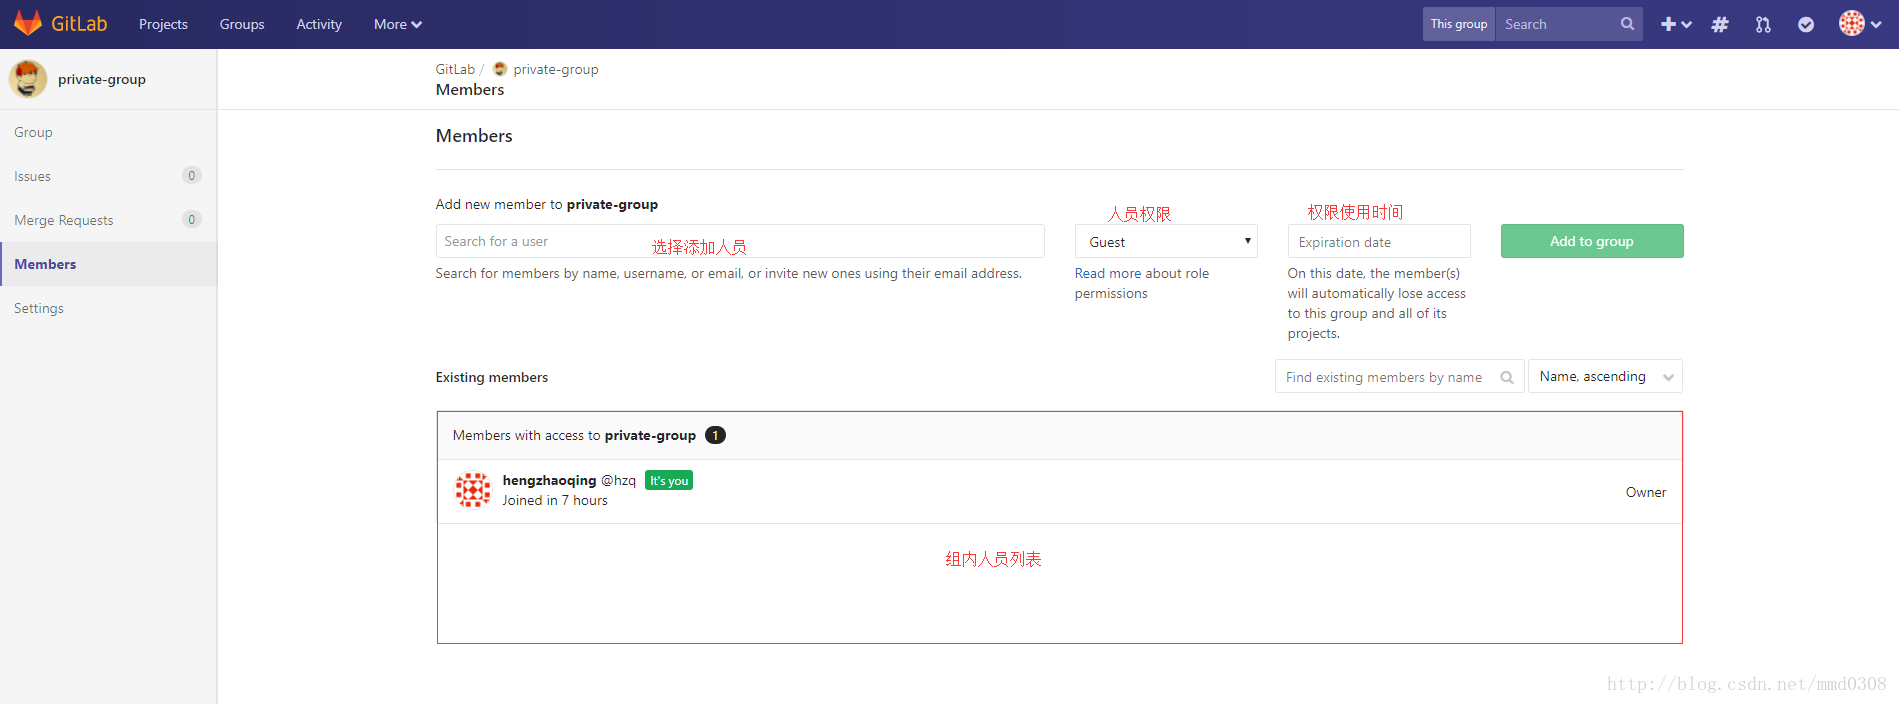 GitLab Projects Groups Activity More This group Search
private-group
Group
Issues 0
Merge Requests 0
Members
Settings
GitLab / private-group
Members
Members
Add new member to private-group
人员权限
权限使用时间
Search for a user
选择添加人员
Guest
Expiration date
Add to group
Search for members by name, username, or email, or invite new ones using their email address.
Read more about role
permissions
On this date, the member(s)
will automatically lose access
to this group and all of its
projects.
Existing members
Find existing members by name
Name, ascending
Members with access to private-group 1
hengzhaoqing @hzq It's you
Joined in 7 hours
Owner
组内人员列表
http://blog.csdn.net/mmd0308